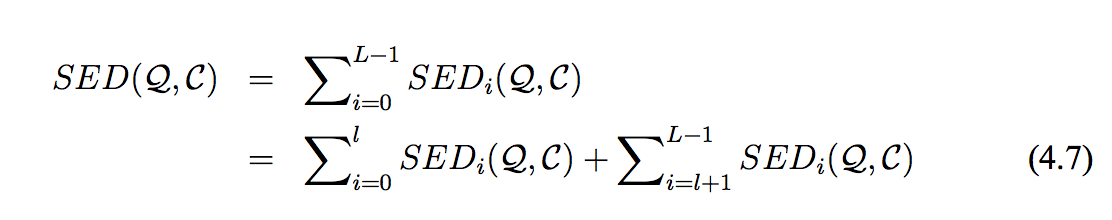 SED(𝒬, 𝒞) = ∑_{i=0}^{L−1} SED_i(𝒬, 𝒞)
= ∑_{i=0}^{l} SED_i(𝒬, 𝒞) + ∑_{i=l+1}^{L−1} SED_i(𝒬, 𝒞) (4.7)